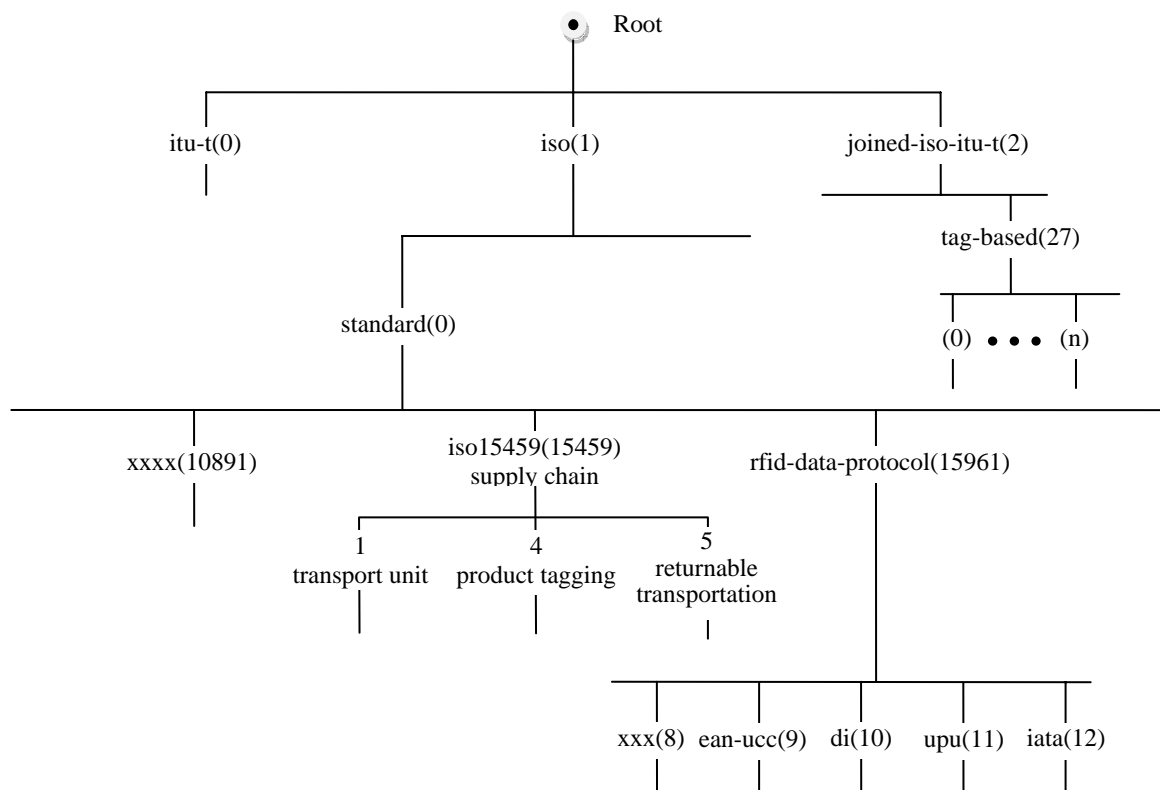 Root
itu-t(0)
iso(1)
joined-iso-itu-t(2)
tag-based(27)
standard(0)
(0) • • • (n)
xxxx(10891)
iso15459(15459)
supply chain
rfid-data-protocol(15961)
1
transport unit
4
product tagging
5
returnable
transportation
xxx(8)
ean-ucc(9)
di(10)
upu(11)
iata(12)